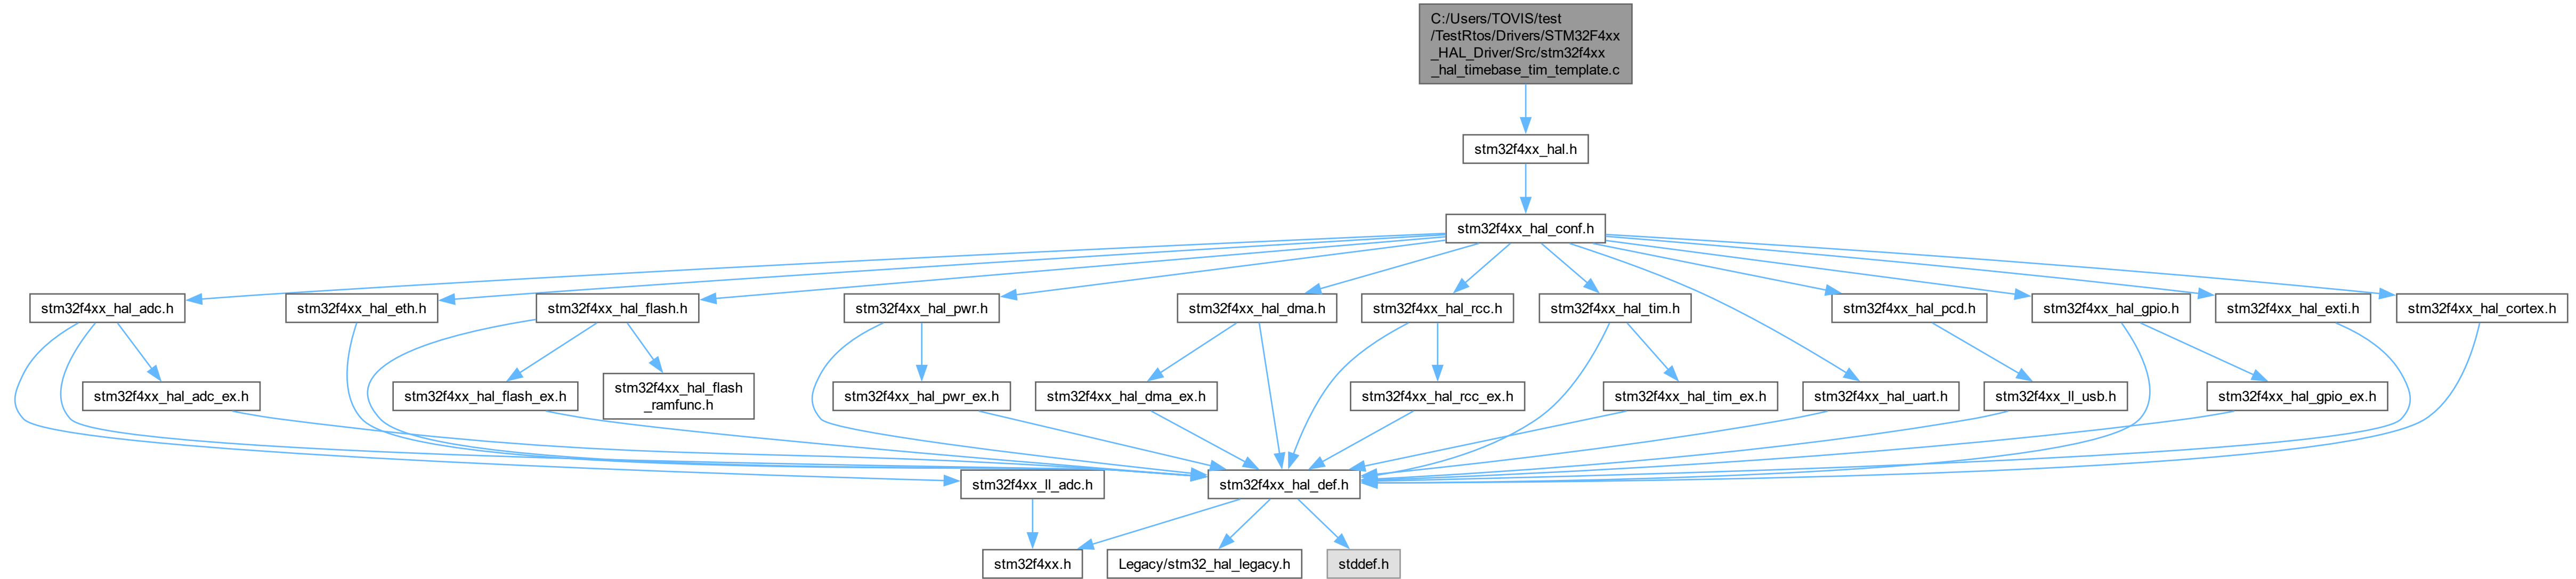 C:/Users/TOVIS/test
/TestRtos/Drivers/STM32F4xx
_HAL_Driver/Src/stm32f4xx
_hal_timebase_tim_template.c
stm32f4xx_hal.h
stm32f4xx_hal_conf.h
stm32f4xx_hal_adc.h
stm32f4xx_hal_eth.h
stm32f4xx_hal_flash.h
stm32f4xx_hal_pwr.h
stm32f4xx_hal_dma.h
stm32f4xx_hal_rcc.h
stm32f4xx_hal_tim.h
stm32f4xx_hal_pcd.h
stm32f4xx_hal_gpio.h
stm32f4xx_hal_exti.h
stm32f4xx_hal_cortex.h
stm32f4xx_hal_adc_ex.h
stm32f4xx_hal_flash_ex.h
stm32f4xx_hal_flash
_ramfunc.h
stm32f4xx_hal_pwr_ex.h
stm32f4xx_hal_dma_ex.h
stm32f4xx_hal_rcc_ex.h
stm32f4xx_hal_tim_ex.h
stm32f4xx_hal_uart.h
stm32f4xx_ll_usb.h
stm32f4xx_hal_gpio_ex.h
stm32f4xx_ll_adc.h
stm32f4xx_hal_def.h
stm32f4xx.h
Legacy/stm32_hal_legacy.h
stddef.h